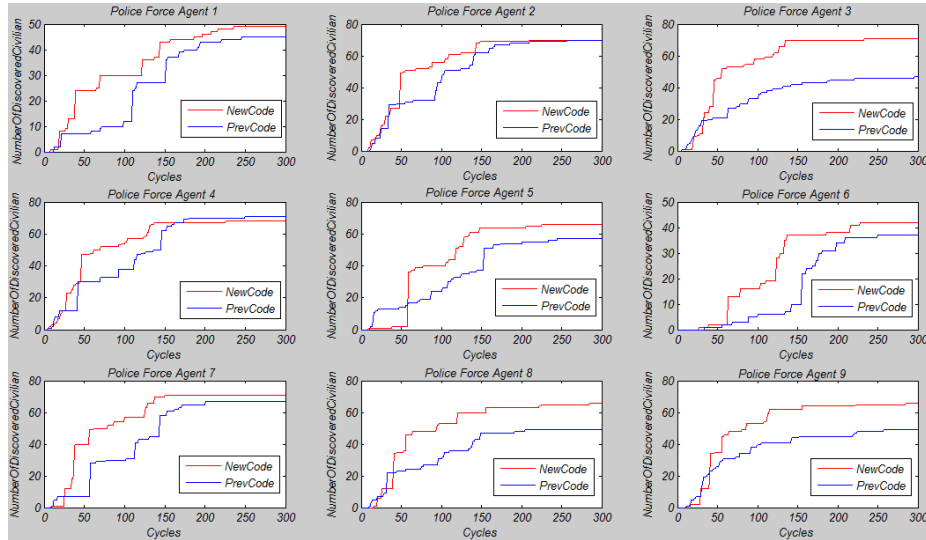 Police Force Agent 1
NumberOfDiscoveredCivilian
50
40
30
20
10
0
0 50 100 150 200 250 300
Cycles
NewCode
PrevCode
Police Force Agent 2
NumberOfDiscoveredCivilian
80
60
40
20
0
0 50 100 150 200 250 300
Cycles
NewCode
PrevCode
Police Force Agent 3
NumberOfDiscoveredCivilian
80
60
40
20
0
0 50 100 150 200 250 300
Cycles
NewCode
PrevCode
Police Force Agent 4
NumberOfDiscoveredCivilian
80
60
40
20
0
0 50 100 150 200 250 300
Cycles
NewCode
PrevCode
Police Force Agent 5
NumberOfDiscoveredCivilian
80
60
40
20
0
0 50 100 150 200 250 300
Cycles
NewCode
PrevCode
Police Force Agent 6
NumberOfDiscoveredCivilian
50
40
30
20
10
0
0 50 100 150 200 250 300
Cycles
NewCode
PrevCode
Police Force Agent 7
NumberOfDiscoveredCivilian
80
60
40
20
0
0 50 100 150 200 250 300
Cycles
NewCode
PrevCode
Police Force Agent 8
NumberOfDiscoveredCivilian
80
60
40
20
0
0 50 100 150 200 250 300
Cycles
NewCode
PrevCode
Police Force Agent 9
NumberOfDiscoveredCivilian
80
60
40
20
0
0 50 100 150 200 250 300
Cycles
NewCode
PrevCode